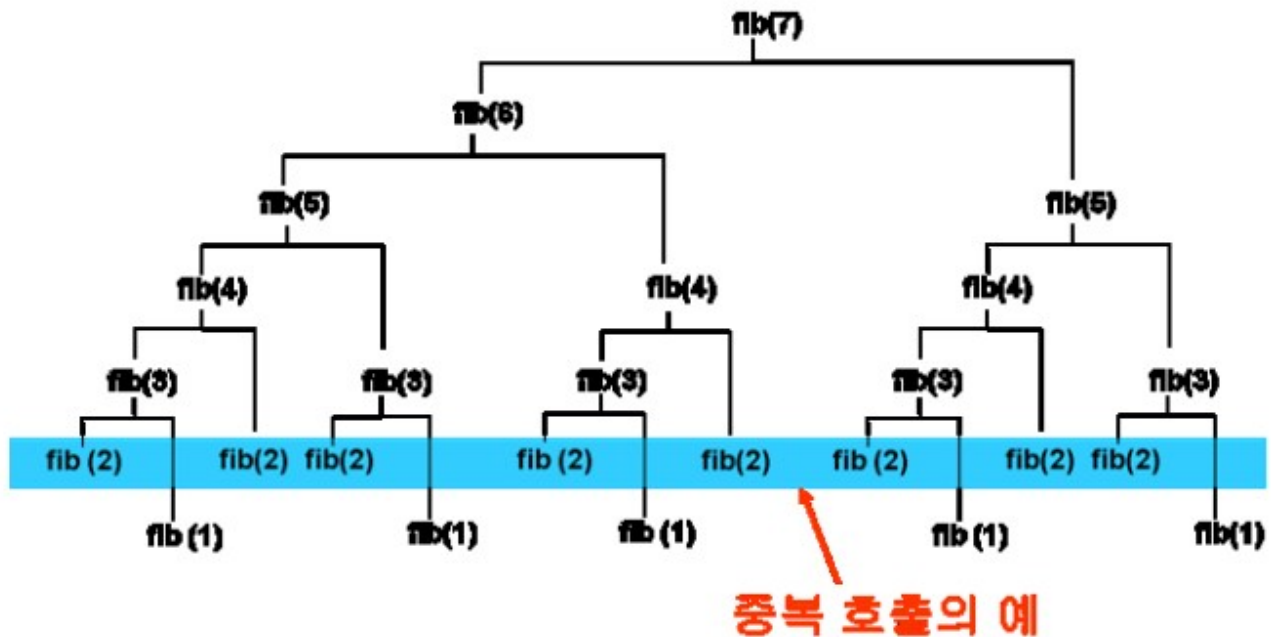 fib(7)
fib(6)
fib(5) fib(5)
fib(4) fib(4) fib(4)
fib(3) fib(3) fib(3) fib(3) fib(3)
fib (2) fib(2) fib (2) fib (2) fib(2) fib (2) fib(2) fib (2)
fib (1) fib(1) fib (1) fib (1) fib(1)
중복 호출의 예